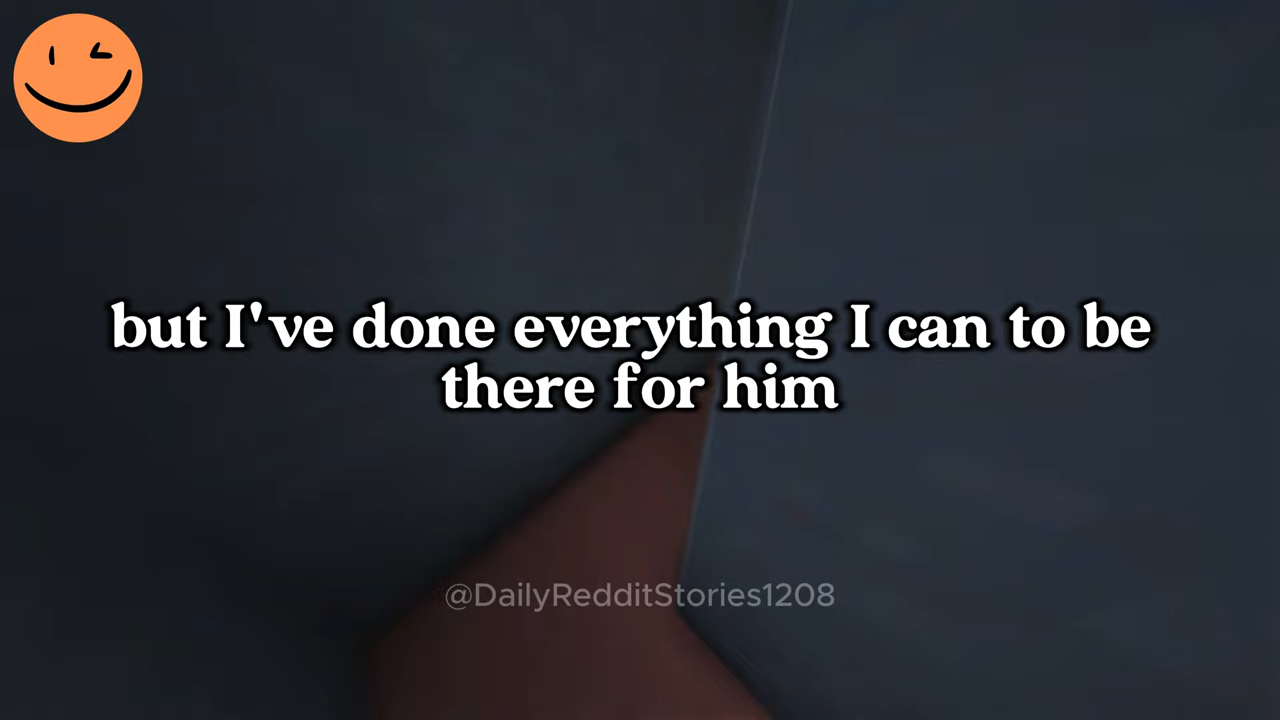 but I've done everything I can to be
there for him
@DailyRedditStories1208